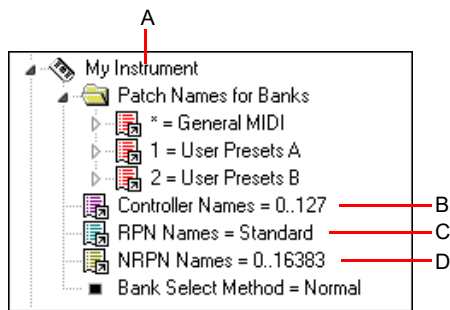 A
My Instrument
Patch Names for Banks
* = General MIDI
1 = User Presets A
2 = User Presets B
Controller Names = 0..127 B
RPN Names = Standard C
NRPN Names = 0..16383 D
Bank Select Method = Normal